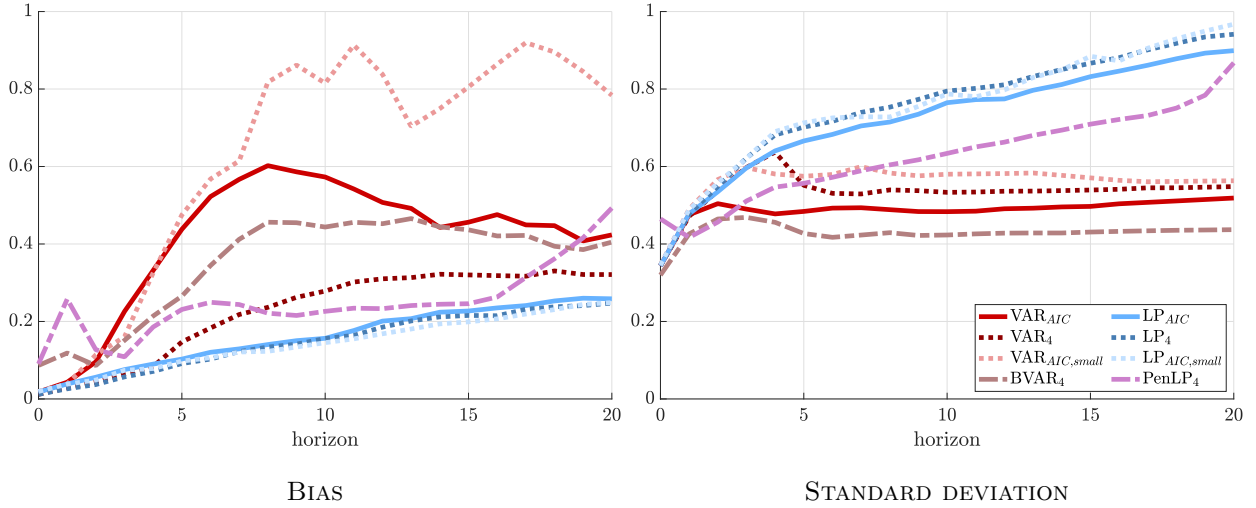 1
0.8
0.6
0.4
0.2
0
0 5 10 15 20
horizon
BIAS
1
0.8
0.6
0.4
0.2
0
0 5 10 15 20
horizon
VAR_AIC
VAR_4
VAR_AIC,small
BVAR_4
LP_AIC
LP_4
LP_AIC,small
PenLP_4
STANDARD DEVIATION